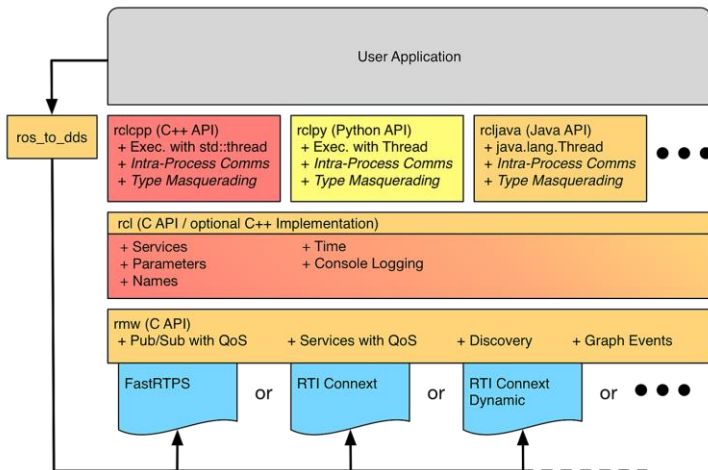 User Application
ros_to_dds
rclcpp (C++ API)
+ Exec. with std::thread
+ Intra-Process Comms
+ Type Masquerading
rclpy (Python API)
+ Exec. with Thread
+ Intra-Process Comms
+ Type Masquerading
rcljava (Java API)
+ java.lang.Thread
+ Intra-Process Comms
+ Type Masquerading
rcl (C API / optional C++ Implementation)
+ Services
+ Parameters
+ Names
+ Time
+ Console Logging
rmw (C API)
+ Pub/Sub with QoS + Services with QoS + Discovery + Graph Events
FastRTPS
or
RTI Connext
or
RTI Connext
Dynamic
or